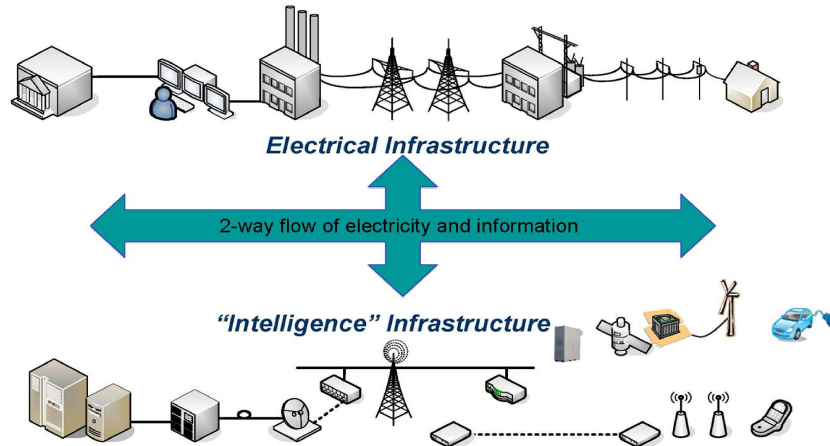 Electrical Infrastructure
2-way flow of electricity and information
“Intelligence” Infrastructure